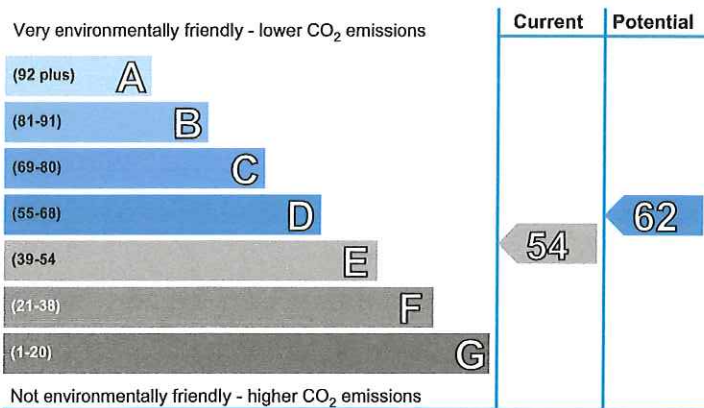 Very environmentally friendly - lower CO₂ emissions
Current
Potential
(92 plus) A
(81-91) B
(69-80) C
(55-68) D
(39-54 E
(21-38) F
(1-20) G
54
62
Not environmentally friendly - higher CO₂ emissions